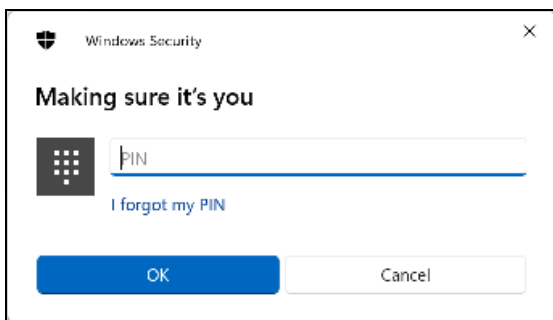 Windows Security
Making sure it's you
PIN
I forgot my PIN
OK
Cancel